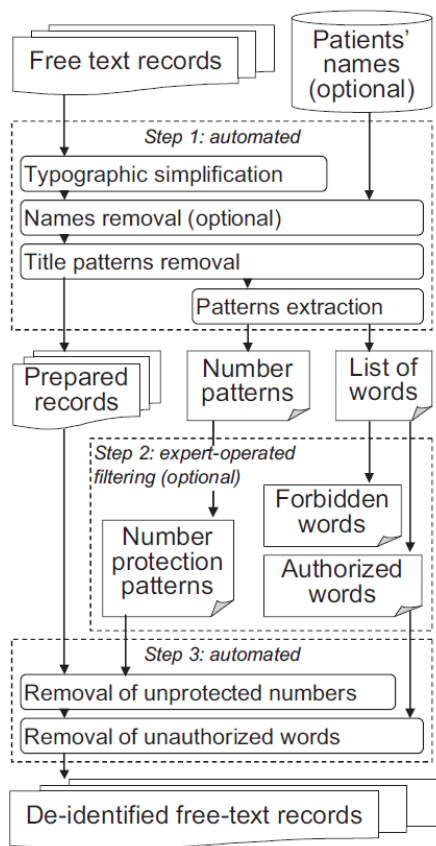 Free text records
Patients'
names
(optional)
Step 1: automated
Typographic simplification
Names removal (optional)
Title patterns removal
Patterns extraction
Prepared
records
Number
patterns
List of
words
Step 2: expert-operated
filtering (optional)
Forbidden
words
Number
protection
patterns
Authorized
words
Step 3: automated
Removal of unprotected numbers
Removal of unauthorized words
De-identified free-text records